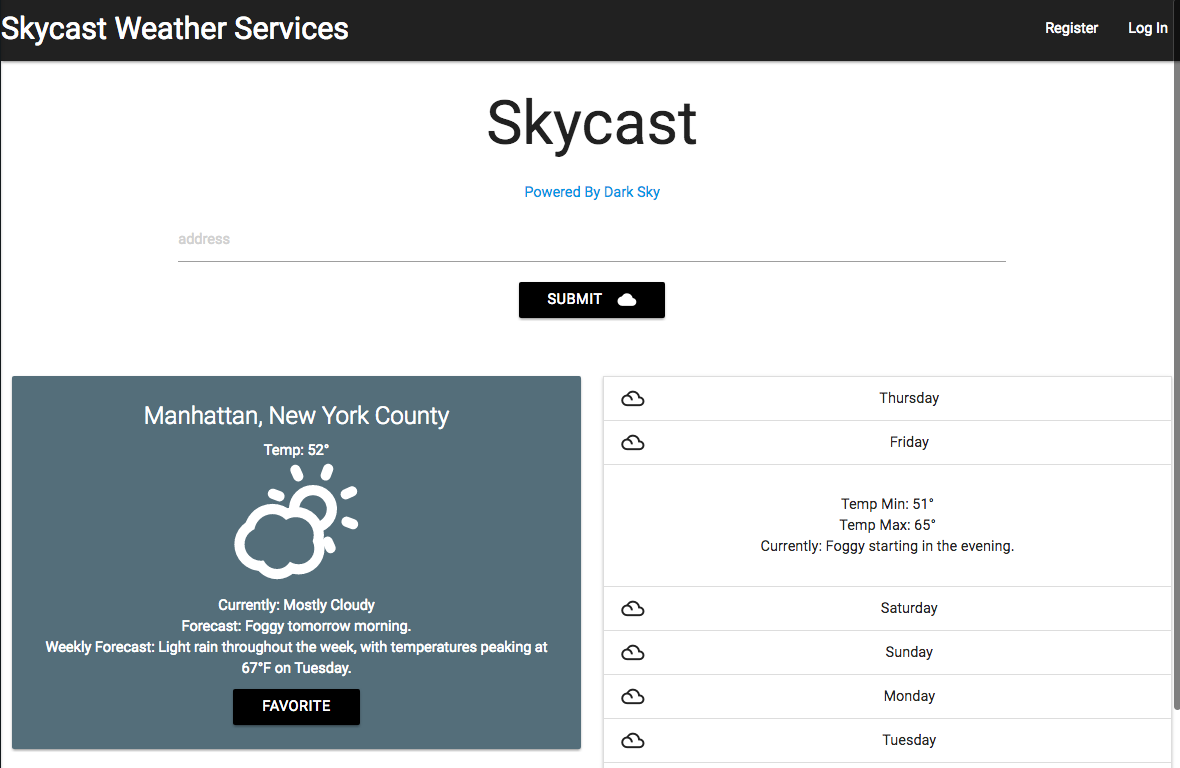 Skycast Weather Services
Register
Log In
Skycast
Powered By Dark Sky
address
SUBMIT
Manhattan, New York County
Temp: 52°
Currently: Mostly Cloudy
Forecast: Foggy tomorrow morning.
Weekly Forecast: Light rain throughout the week, with temperatures peaking at
67°F on Tuesday.
FAVORITE
Thursday
Friday
Temp Min: 51°
Temp Max: 65°
Currently: Foggy starting in the evening.
Saturday
Sunday
Monday
Tuesday